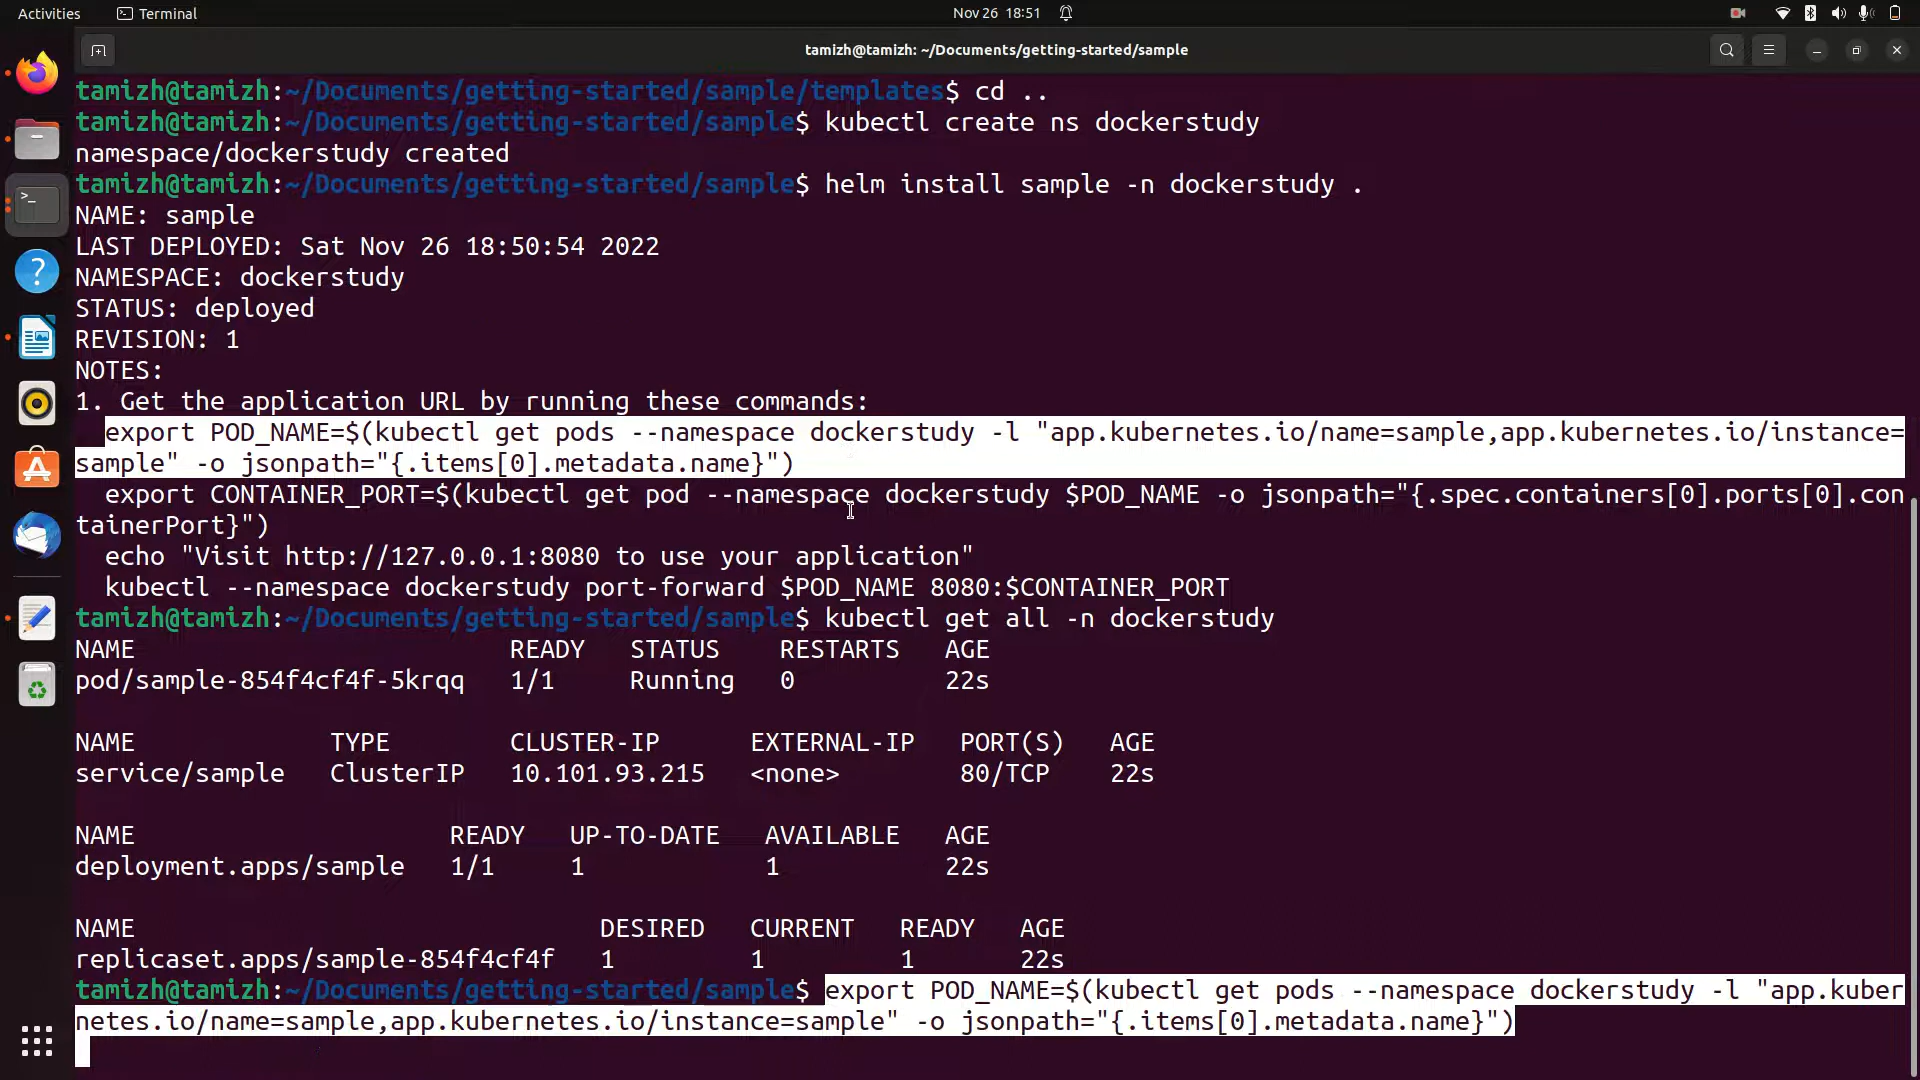 Activities Terminal Nov 26 18:51
tamizh@tamizh: ~/Documents/getting-started/sample
tamizh@tamizh:~/Documents/getting-started/sample/templates$ cd ..
tamizh@tamizh:~/Documents/getting-started/sample$ kubectl create ns dockerstudy
namespace/dockerstudy created
tamizh@tamizh:~/Documents/getting-started/sample$ helm install sample -n dockerstudy .
NAME: sample
LAST DEPLOYED: Sat Nov 26 18:50:54 2022
NAMESPACE: dockerstudy
STATUS: deployed
REVISION: 1
NOTES:
1. Get the application URL by running these commands:
  export POD_NAME=$(kubectl get pods --namespace dockerstudy -l "app.kubernetes.io/name=sample,app.kubernetes.io/instance=
sample" -o jsonpath="{.items[0].metadata.name}")
  export CONTAINER_PORT=$(kubectl get pod --namespace dockerstudy $POD_NAME -o jsonpath="{.spec.containers[0].ports[0].con
tainerPort}")
  echo "Visit http://127.0.0.1:8080 to use your application"
  kubectl --namespace dockerstudy port-forward $POD_NAME 8080:$CONTAINER_PORT
tamizh@tamizh:~/Documents/getting-started/sample$ kubectl get all -n dockerstudy
NAME                         READY   STATUS    RESTARTS   AGE
pod/sample-854f4cf4f-5krqq   1/1     Running   0          22s
NAME             TYPE        CLUSTER-IP      EXTERNAL-IP   PORT(S)   AGE
service/sample   ClusterIP   10.101.93.215   <none>        80/TCP    22s
NAME                     READY   UP-TO-DATE   AVAILABLE   AGE
deployment.apps/sample   1/1     1            1           22s
NAME                               DESIRED   CURRENT   READY   AGE
replicaset.apps/sample-854f4cf4f   1         1         1       22s
tamizh@tamizh:~/Documents/getting-started/sample$ export POD_NAME=$(kubectl get pods --namespace dockerstudy -l "app.kuber
netes.io/name=sample,app.kubernetes.io/instance=sample" -o jsonpath="{.items[0].metadata.name}")